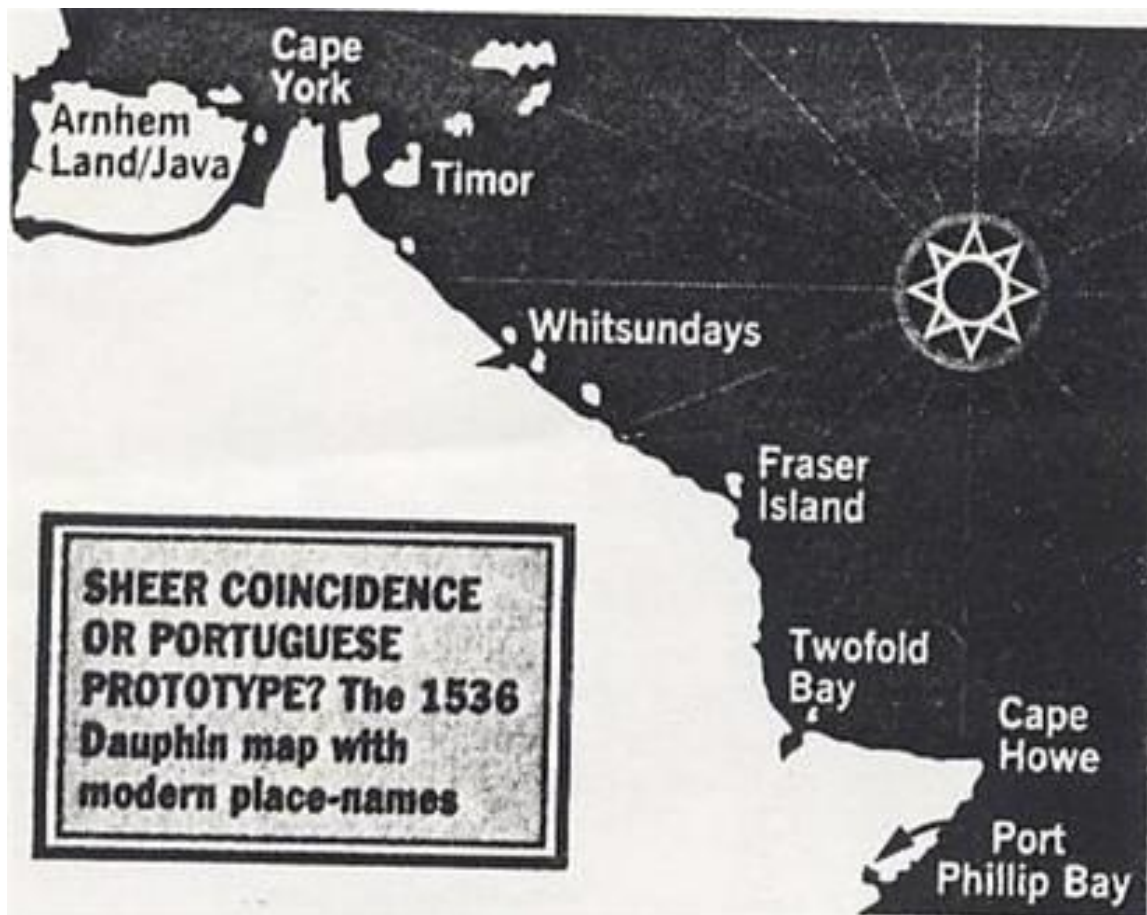 Cape
York
Arnhem
Land/Java
Timor
Whitsundays
Fraser
Island
SHEER COINCIDENCE
OR PORTUGUESE
PROTOTYPE? The 1536
Dauphin map with
modern place-names
Twofold
Bay
Cape
Howe
Port
Phillip Bay